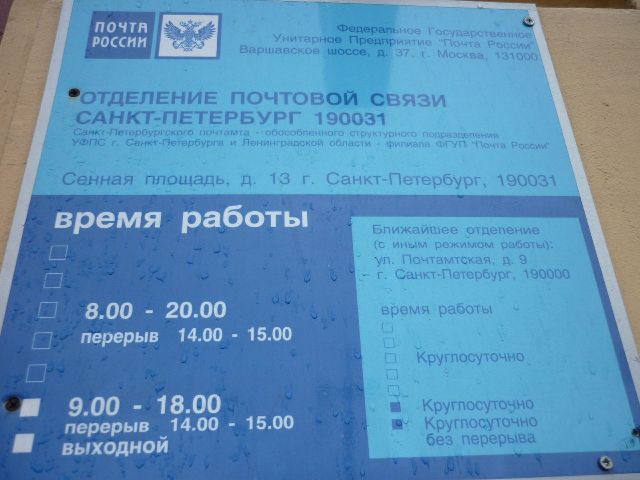 ПОЧТА
РОССИИ
Федеральное Государственное
Унитарное Предприятие "Почта России"
Варшавское шоссе, д. 37, г. Москва, 131000
ОТДЕЛЕНИЕ ПОЧТОВОЙ СВЯЗИ
САНКТ-ПЕТЕРБУРГ 190031
Санкт-Петербургского почтамта - обособленного структурного подразделения
УФПС г. Санкт-Петербурга и Ленинградской области - филиала ФГУП "Почта России"
Сенная площадь, д. 13 г. Санкт-Петербург, 190031
время работы
8.00 - 20.00
перерыв 14.00 - 15.00
9.00 - 18.00
перерыв 14.00 - 15.00
выходной
Ближайшее отделение
(с иным режимом работы):
ул. Почтамтская, д. 9
г. Санкт-Петербург, 190000
время работы
Круглосуточно
Круглосуточно
Круглосуточно
без перерыва